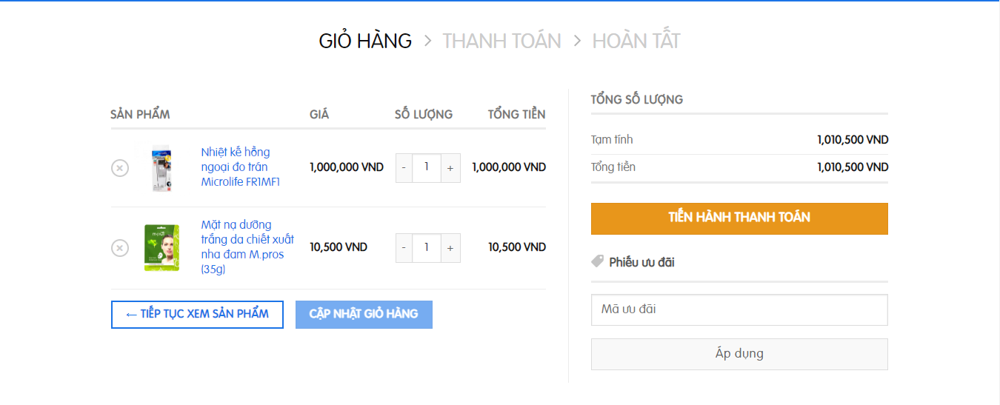 GIỎ HÀNG > THANH TOÁN > HOÀN TẤT
SẢN PHẨM GIÁ SỐ LƯỢNG TỔNG TIỀN
Nhiệt kế hồng
ngoại đo trán
Microlife FR1MF1
1,000,000 VND - 1 + 1,000,000 VND
Mặt nạ dưỡng
trắng da chiết xuất
nha đam M.pros
(35g)
10,500 VND - 1 + 10,500 VND
← TIẾP TỤC XEM SẢN PHẨM CẬP NHẬT GIỎ HÀNG
TỔNG SỐ LƯỢNG
Tạm tính 1,010,500 VND
Tổng tiền 1,010,500 VND
TIẾN HÀNH THANH TOÁN
Phiếu ưu đãi
Mã ưu đãi
Áp dụng